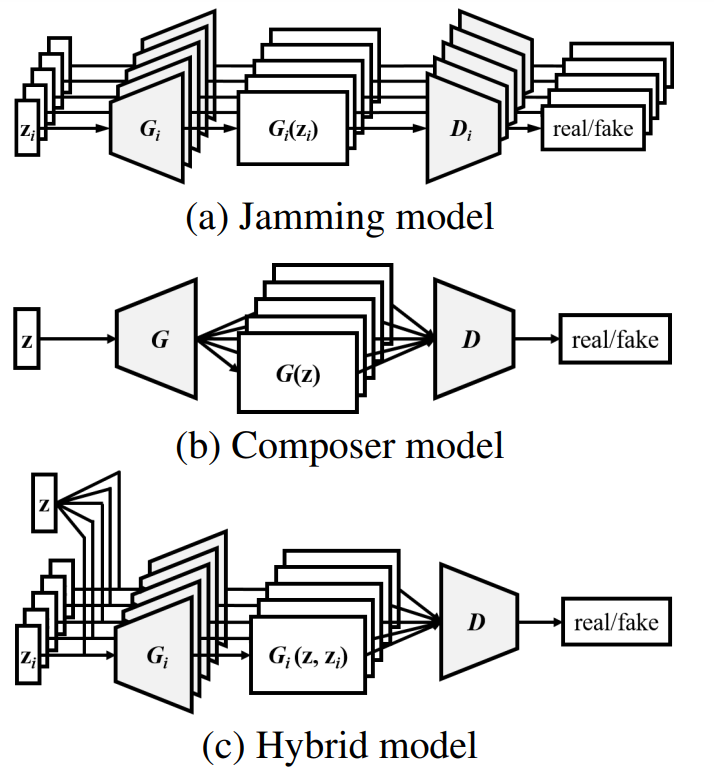 zᵢ Gᵢ Gᵢ(zᵢ) Dᵢ real/fake
(a) Jamming model
z G G(z) D real/fake
(b) Composer model
z
zᵢ Gᵢ Gᵢ (z, zᵢ) D real/fake
(c) Hybrid model